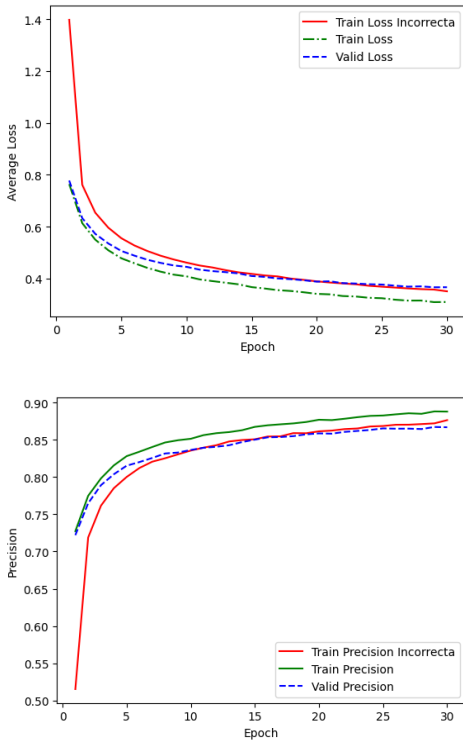 1.4
1.2
1.0
0.8
0.6
0.4
Average Loss
Train Loss Incorrecta
Train Loss
Valid Loss
0 5 10 15 20 25 30
Epoch
0.90
0.85
0.80
0.75
0.70
0.65
0.60
0.55
0.50
Precision
Train Precision Incorrecta
Train Precision
Valid Precision
0 5 10 15 20 25 30
Epoch